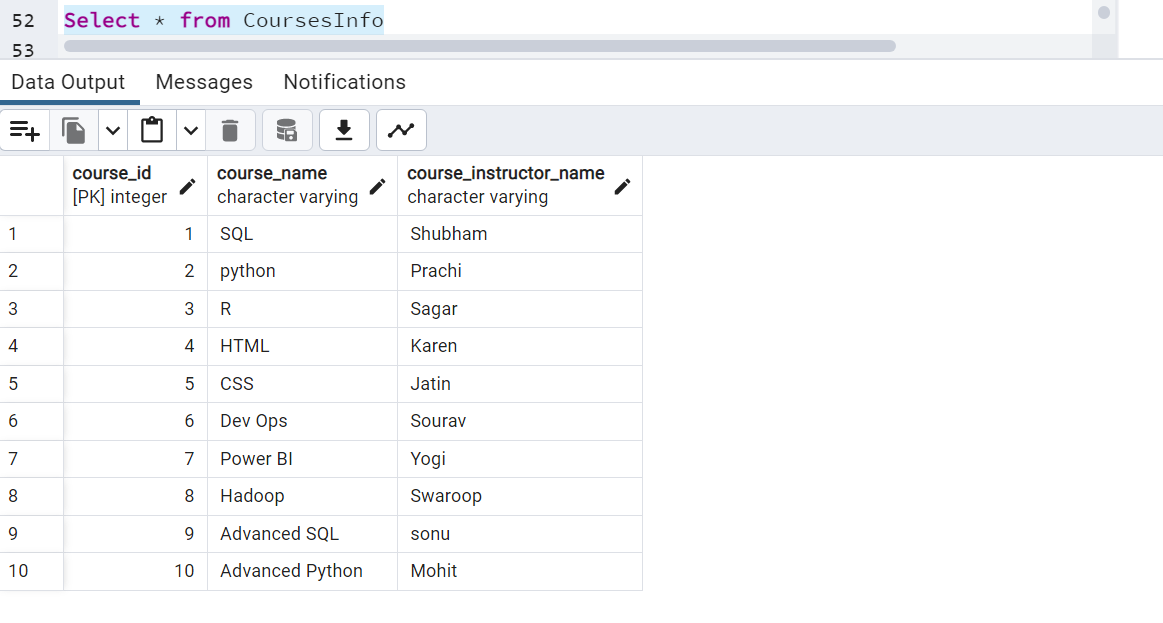 52 Select * from CoursesInfo
53
Data Output Messages Notifications
course_id course_name course_instructor_name
[PK] integer character varying character varying
1 1 SQL Shubham
2 2 python Prachi
3 3 R Sagar
4 4 HTML Karen
5 5 CSS Jatin
6 6 Dev Ops Sourav
7 7 Power BI Yogi
8 8 Hadoop Swaroop
9 9 Advanced SQL sonu
10 10 Advanced Python Mohit